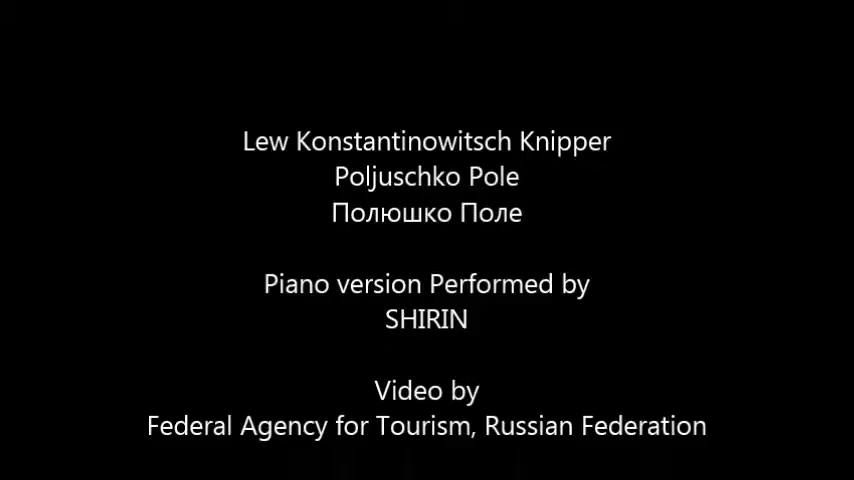 Lew Konstantinowitsch Knipper
Poljuschko Pole
Полюшко Поле
Piano version Performed by
SHIRIN
Video by
Federal Agency for Tourism, Russian Federation